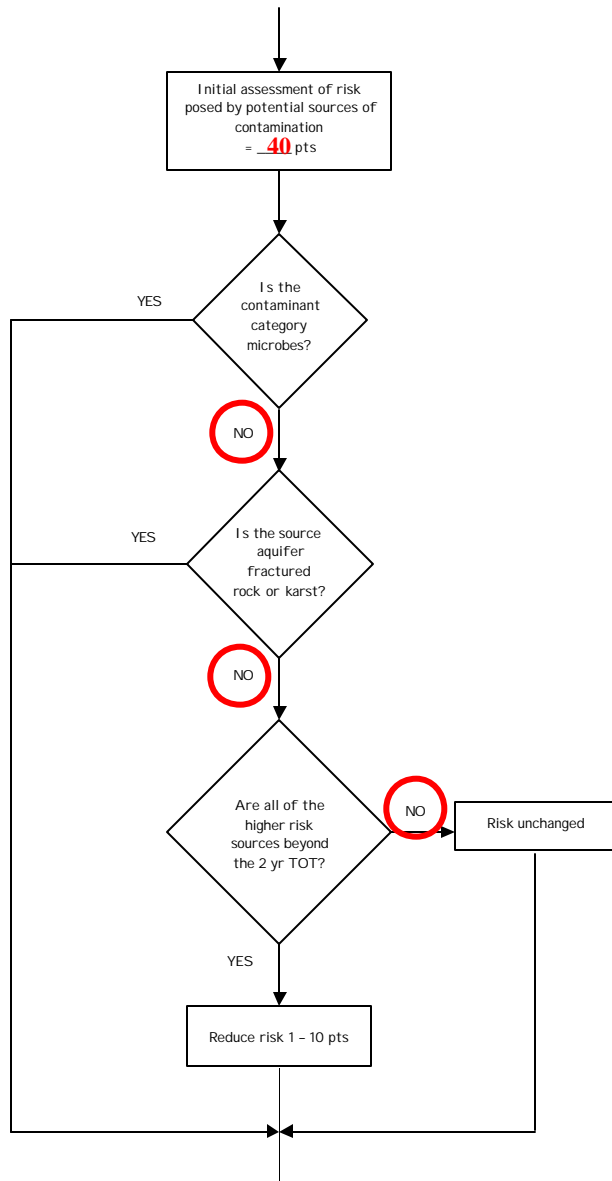 Initial assessment of risk
posed by potential sources of
contamination
= 40 pts
Is the
contaminant
category
microbes?
YES
NO
Is the source
aquifer
fractured
rock or karst?
YES
NO
Are all of the
higher risk
sources beyond
the 2 yr TOT?
NO
Risk unchanged
YES
Reduce risk 1 – 10 pts